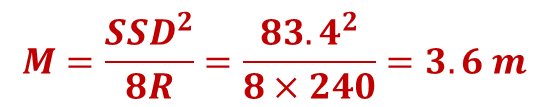 M = SSD² / 8R = 83.4² / 8 × 240 = 3.6 m